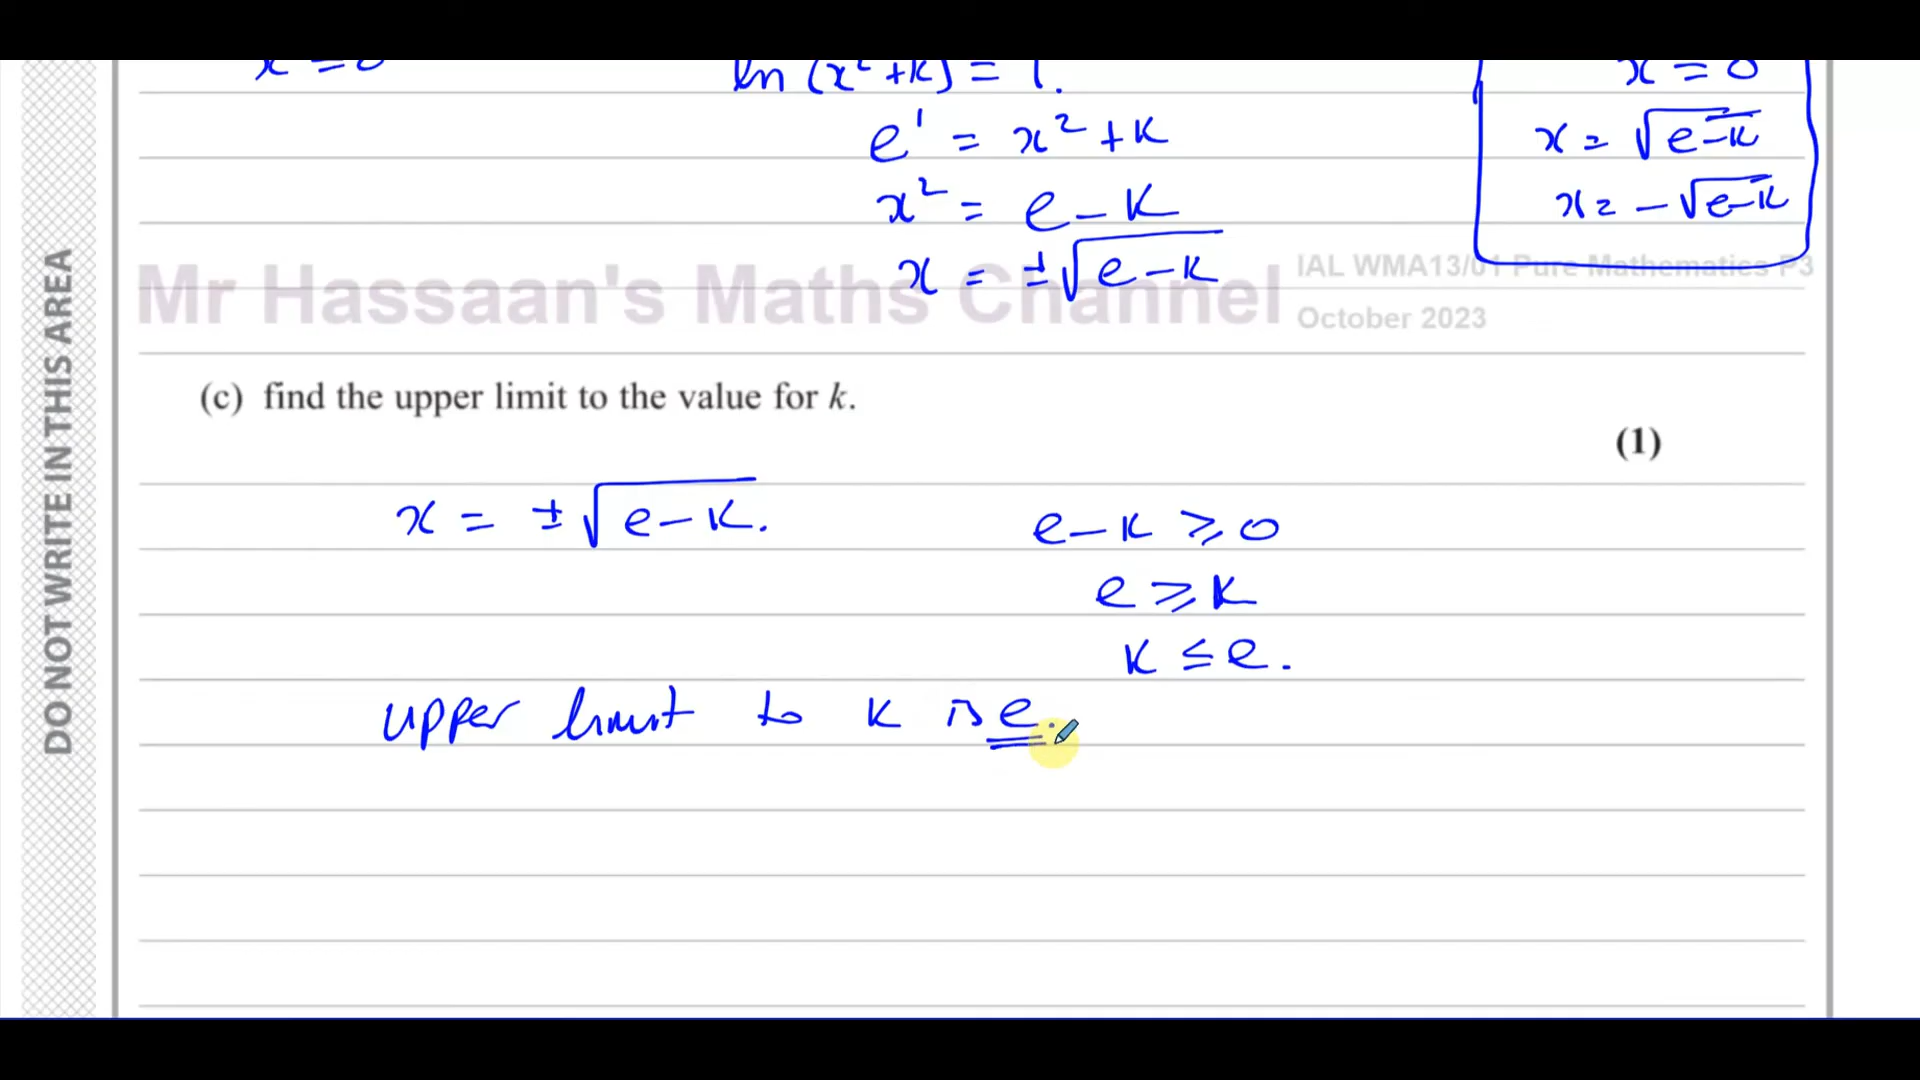 x = 0
ln (x² + k) = 1.
x = 0
e¹ = x² + k
x = √e-k
x² = e - k
x = - √e-k
x = ± √e - k
Mr Hassaan's Maths Channel
IAL WMA13/01 Pure Mathematics P3
October 2023
DO NOT WRITE IN THIS AREA
(c) find the upper limit to the value for k.
(1)
x = ± √e - k.
e - k ⩾ 0
e ⩾ k
k ≤ e.
upper limit to k is e.